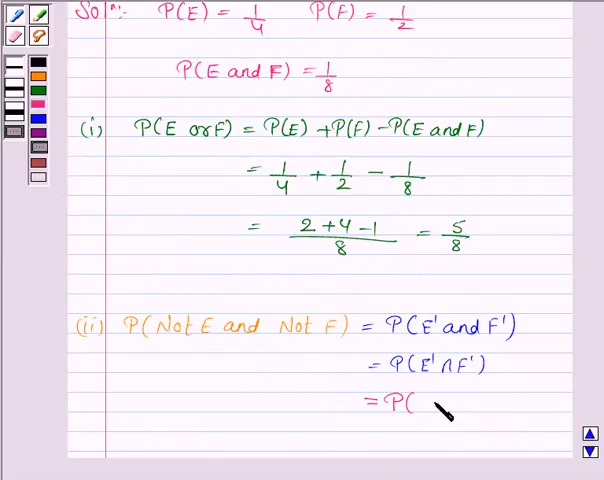 Solⁿ: P(E) = 1/4 P(F) = 1/2
P(E and F) = 1/8
(i) P(E or F) = P(E) + P(F) - P(E and F)
= 1/4 + 1/2 - 1/8
= (2+4-1)/8 = 5/8
(ii) P(Not E and Not F) = P(E' and F')
= P(E' ∩ F')
= P(